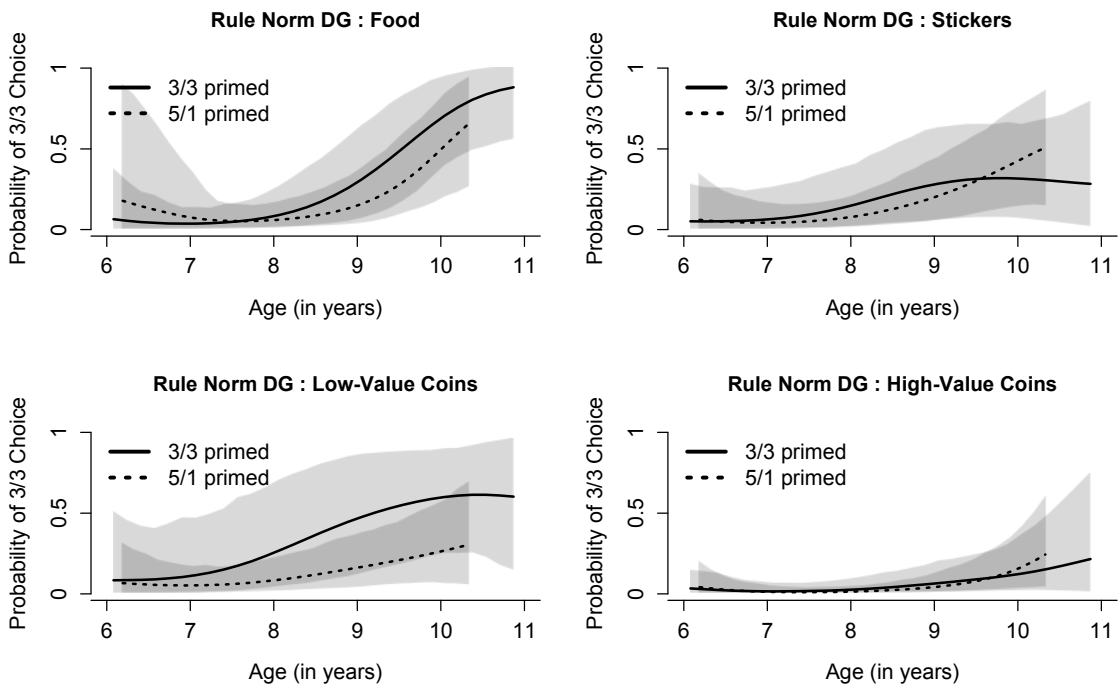 Rule Norm DG : Food
Probability of 3/3 Choice
1
0.5
0
3/3 primed
5/1 primed
6 7 8 9 10 11
Age (in years)
Rule Norm DG : Stickers
Probability of 3/3 Choice
1
0.5
0
3/3 primed
5/1 primed
6 7 8 9 10 11
Age (in years)
Rule Norm DG : Low-Value Coins
Probability of 3/3 Choice
1
0.5
0
3/3 primed
5/1 primed
6 7 8 9 10 11
Age (in years)
Rule Norm DG : High-Value Coins
Probability of 3/3 Choice
1
0.5
0
3/3 primed
5/1 primed
6 7 8 9 10 11
Age (in years)